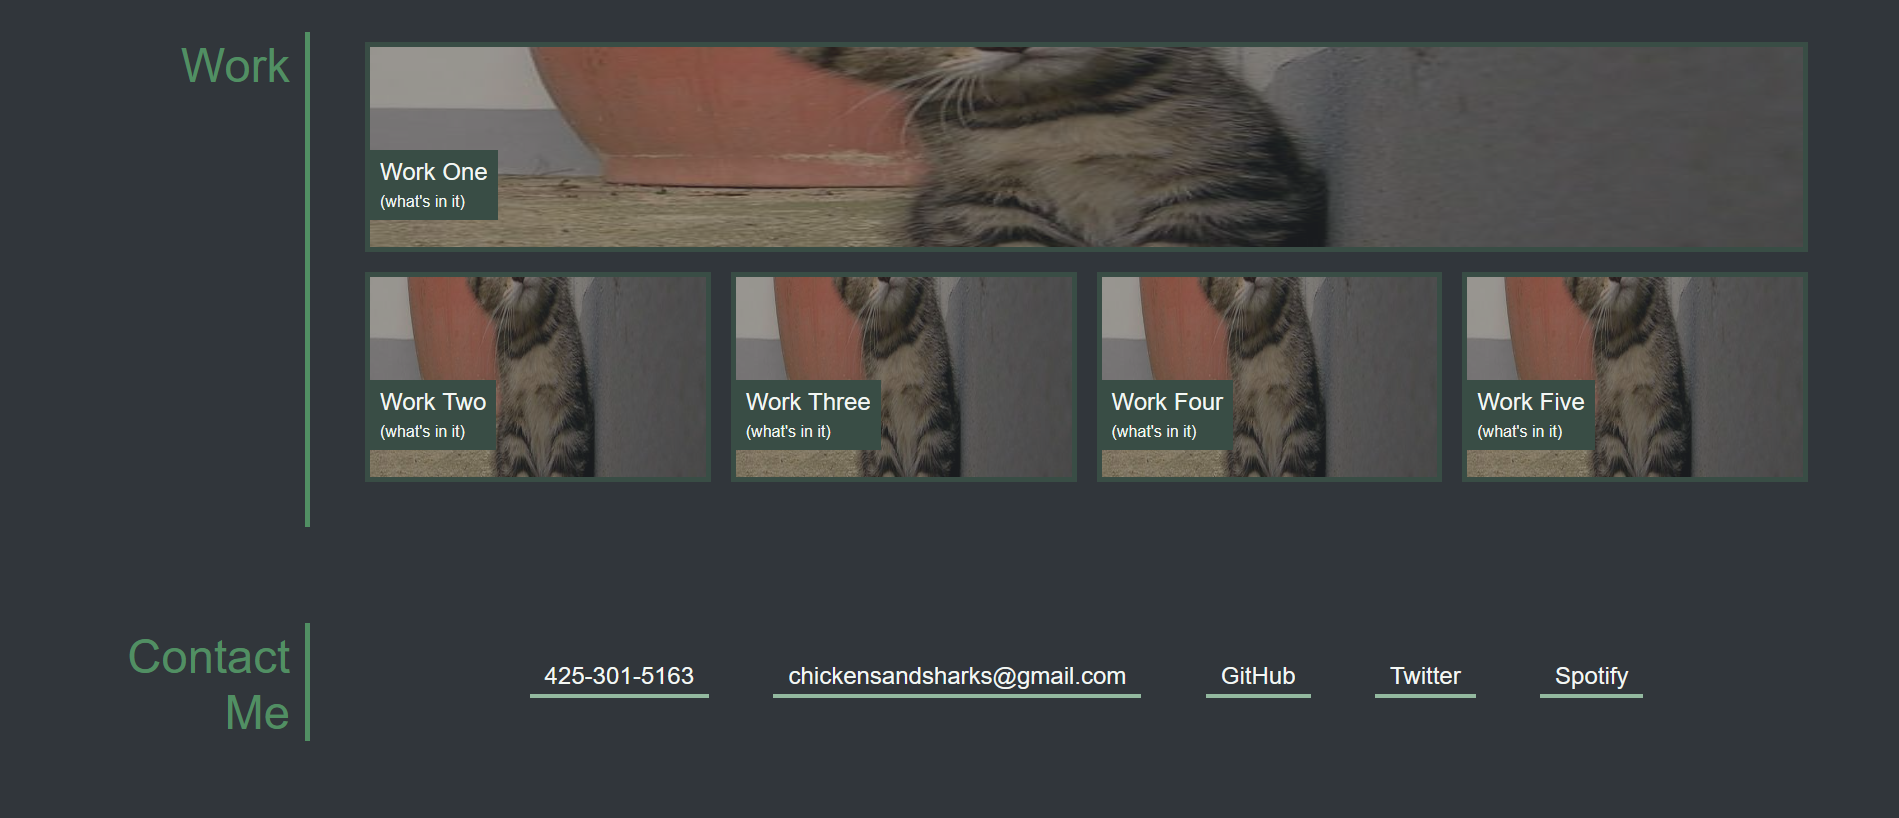 Work
Work One
(what's in it)
Work Two
(what's in it)
Work Three
(what's in it)
Work Four
(what's in it)
Work Five
(what's in it)
Contact
Me
425-301-5163
chickensandsharks@gmail.com
GitHub
Twitter
Spotify